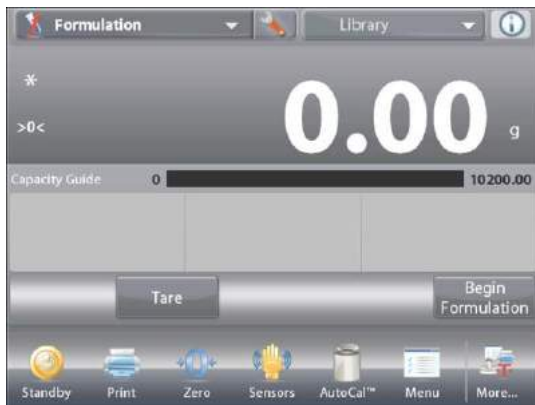 Formulation
Library
*
>0<
0.00 g
Capacity Guide 0 10200.00
Tare
Begin
Formulation
Standby Print Zero Sensors AutoCal™ Menu More...